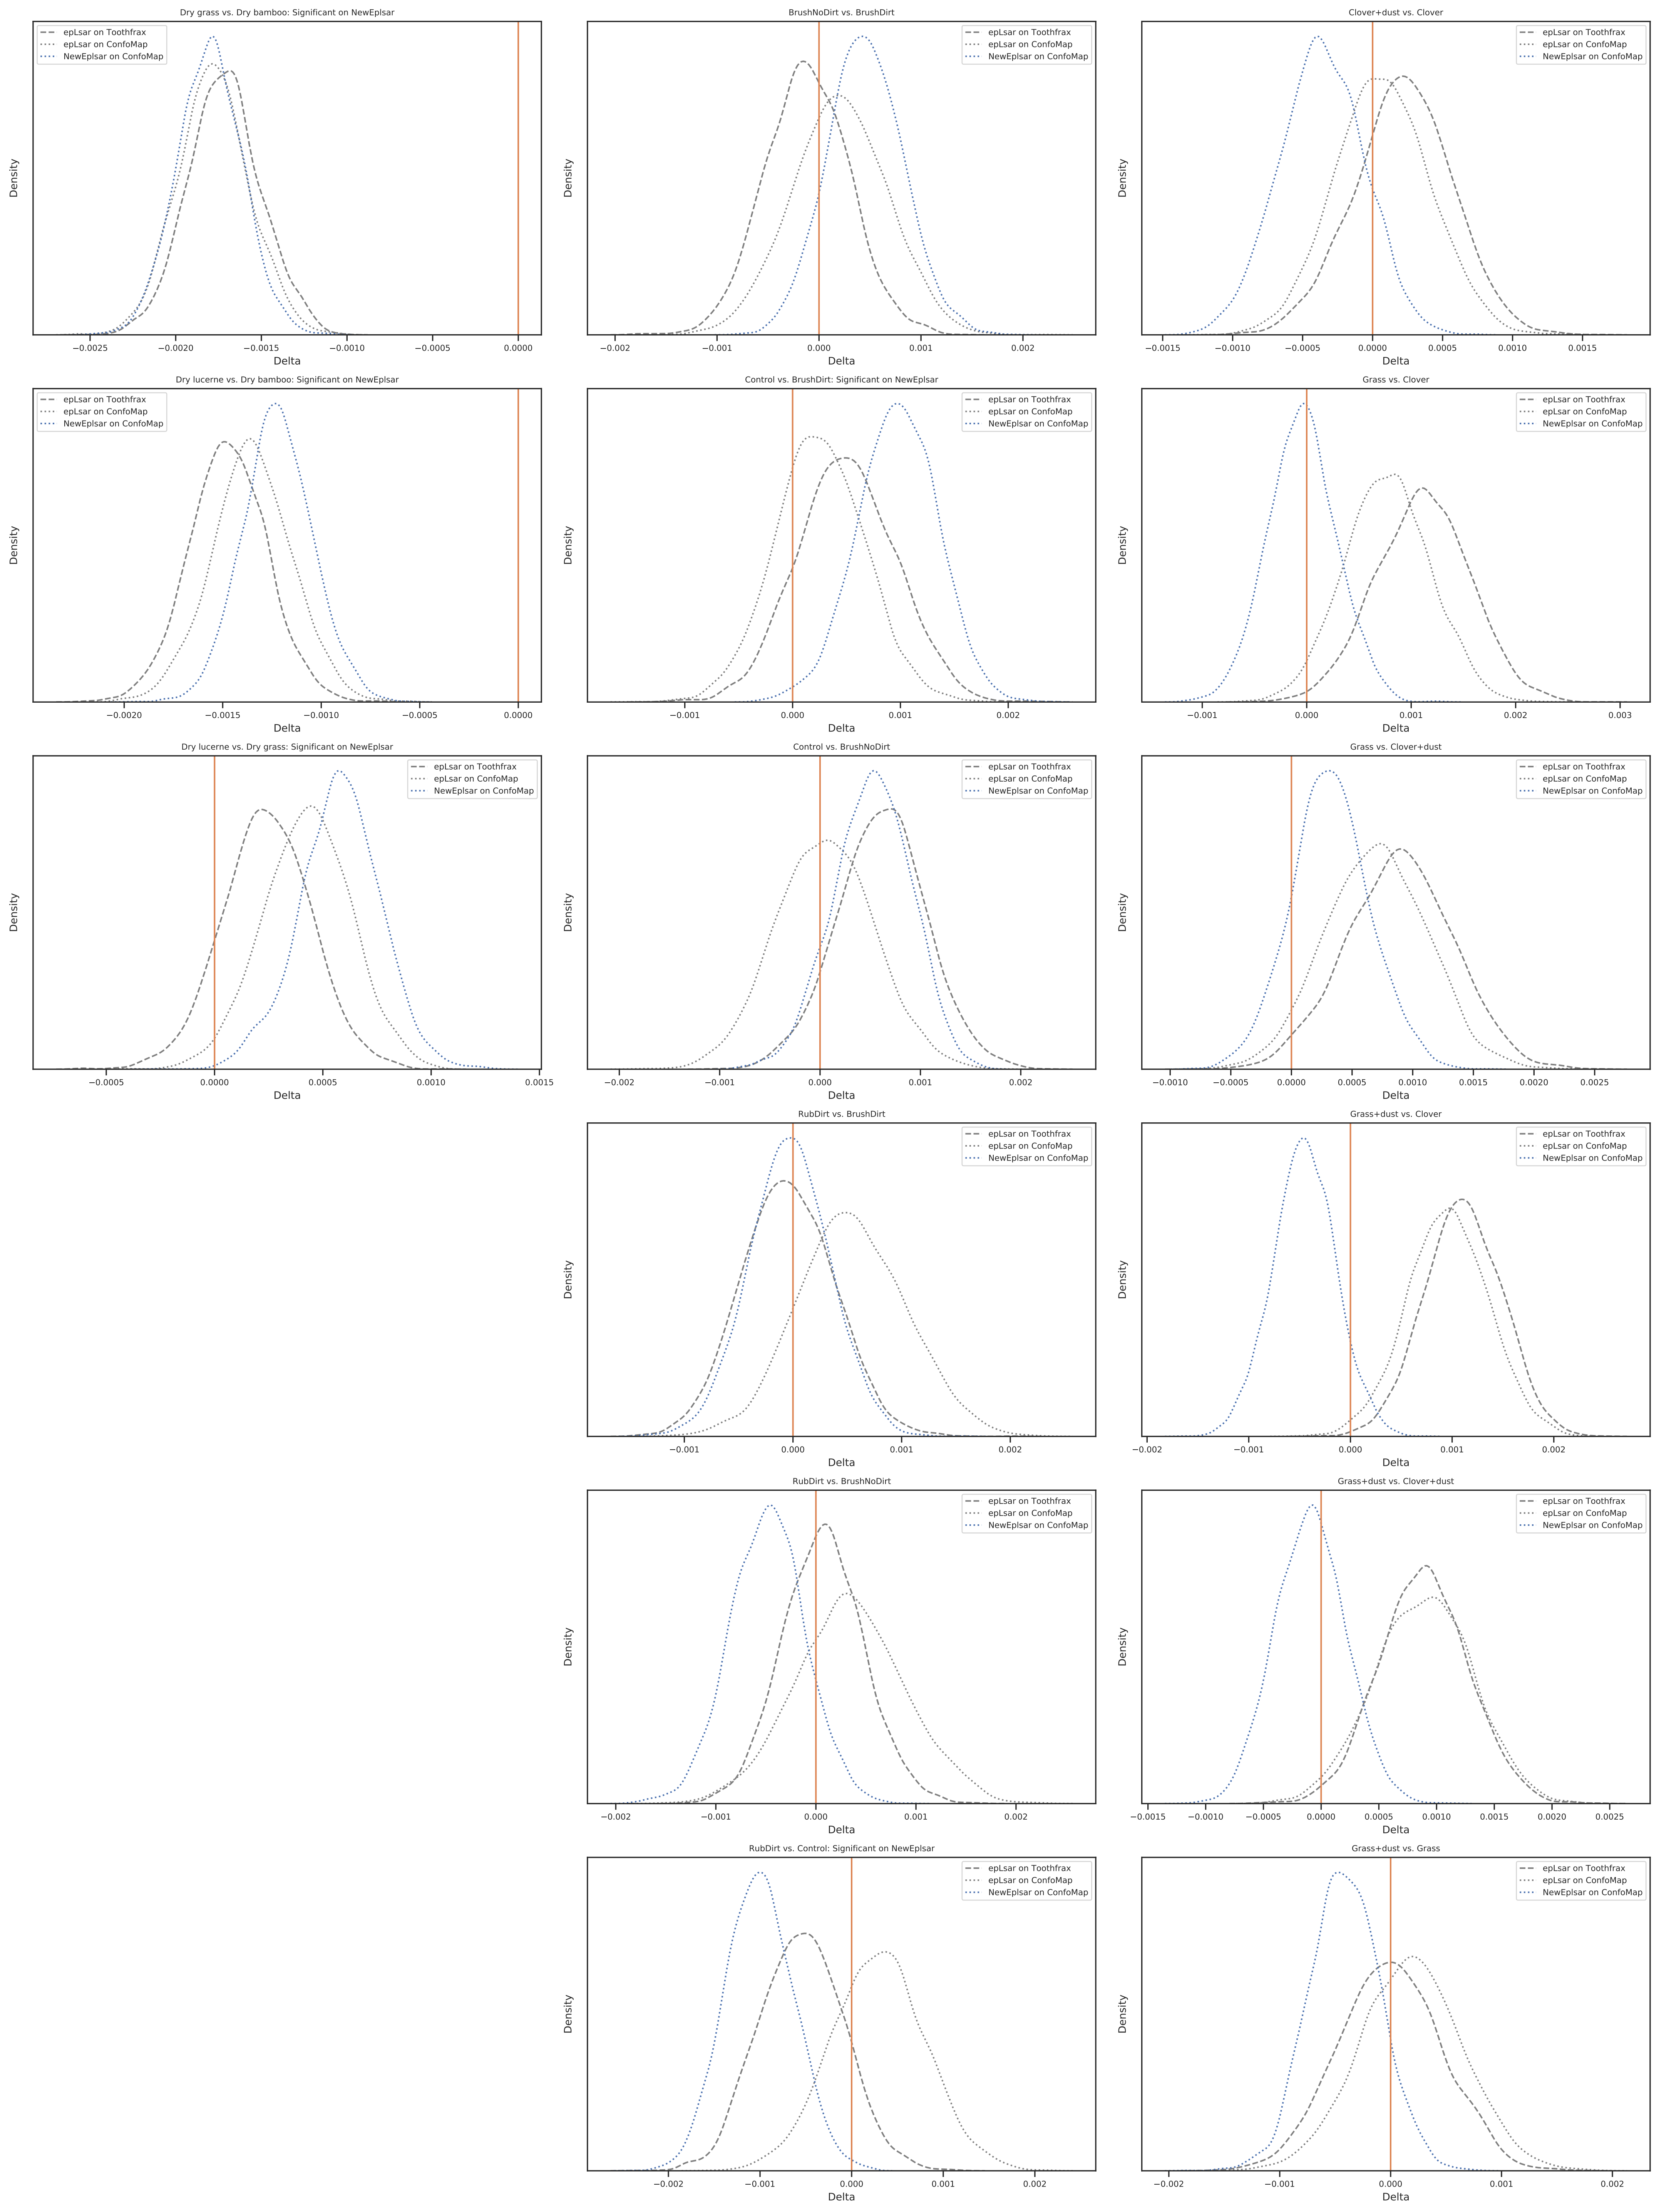 Dry grass vs. Dry bamboo: Significant on NewEplsar
epLsar on Toothfrax
epLsar on ConfoMap
NewEplsar on ConfoMap
Density
−0.0025 −0.0020 −0.0015 −0.0010 −0.0005 0.0000
Delta
BrushNoDirt vs. BrushDirt
epLsar on Toothfrax
epLsar on ConfoMap
NewEplsar on ConfoMap
Density
−0.002 −0.001 0.000 0.001 0.002
Delta
Clover+dust vs. Clover
epLsar on Toothfrax
epLsar on ConfoMap
NewEplsar on ConfoMap
Density
−0.0015 −0.0010 −0.0005 0.0000 0.0005 0.0010 0.0015
Delta
Dry lucerne vs. Dry bamboo: Significant on NewEplsar
epLsar on Toothfrax
epLsar on ConfoMap
NewEplsar on ConfoMap
Density
−0.0020 −0.0015 −0.0010 −0.0005 0.0000
Delta
Control vs. BrushDirt: Significant on NewEplsar
epLsar on Toothfrax
epLsar on ConfoMap
NewEplsar on ConfoMap
Density
−0.001 0.000 0.001 0.002
Delta
Grass vs. Clover
epLsar on Toothfrax
epLsar on ConfoMap
NewEplsar on ConfoMap
Density
−0.001 0.000 0.001 0.002 0.003
Delta
Dry lucerne vs. Dry grass: Significant on NewEplsar
epLsar on Toothfrax
epLsar on ConfoMap
NewEplsar on ConfoMap
Density
−0.0005 0.0000 0.0005 0.0010 0.0015
Delta
Control vs. BrushNoDirt
epLsar on Toothfrax
epLsar on ConfoMap
NewEplsar on ConfoMap
Density
−0.002 −0.001 0.000 0.001 0.002
Delta
Grass vs. Clover+dust
epLsar on Toothfrax
epLsar on ConfoMap
NewEplsar on ConfoMap
Density
−0.0010 −0.0005 0.0000 0.0005 0.0010 0.0015 0.0020 0.0025
Delta
RubDirt vs. BrushDirt
epLsar on Toothfrax
epLsar on ConfoMap
NewEplsar on ConfoMap
Density
−0.001 0.000 0.001 0.002
Delta
Grass+dust vs. Clover
epLsar on Toothfrax
epLsar on ConfoMap
NewEplsar on ConfoMap
Density
−0.002 −0.001 0.000 0.001 0.002
Delta
RubDirt vs. BrushNoDirt
epLsar on Toothfrax
epLsar on ConfoMap
NewEplsar on ConfoMap
Density
−0.002 −0.001 0.000 0.001 0.002
Delta
Grass+dust vs. Clover+dust
epLsar on Toothfrax
epLsar on ConfoMap
NewEplsar on ConfoMap
Density
−0.0015 −0.0010 −0.0005 0.0000 0.0005 0.0010 0.0015 0.0020 0.0025
Delta
RubDirt vs. Control: Significant on NewEplsar
epLsar on Toothfrax
epLsar on ConfoMap
NewEplsar on ConfoMap
Density
−0.002 −0.001 0.000 0.001 0.002
Delta
Grass+dust vs. Grass
epLsar on Toothfrax
epLsar on ConfoMap
NewEplsar on ConfoMap
Density
−0.002 −0.001 0.000 0.001 0.002
Delta